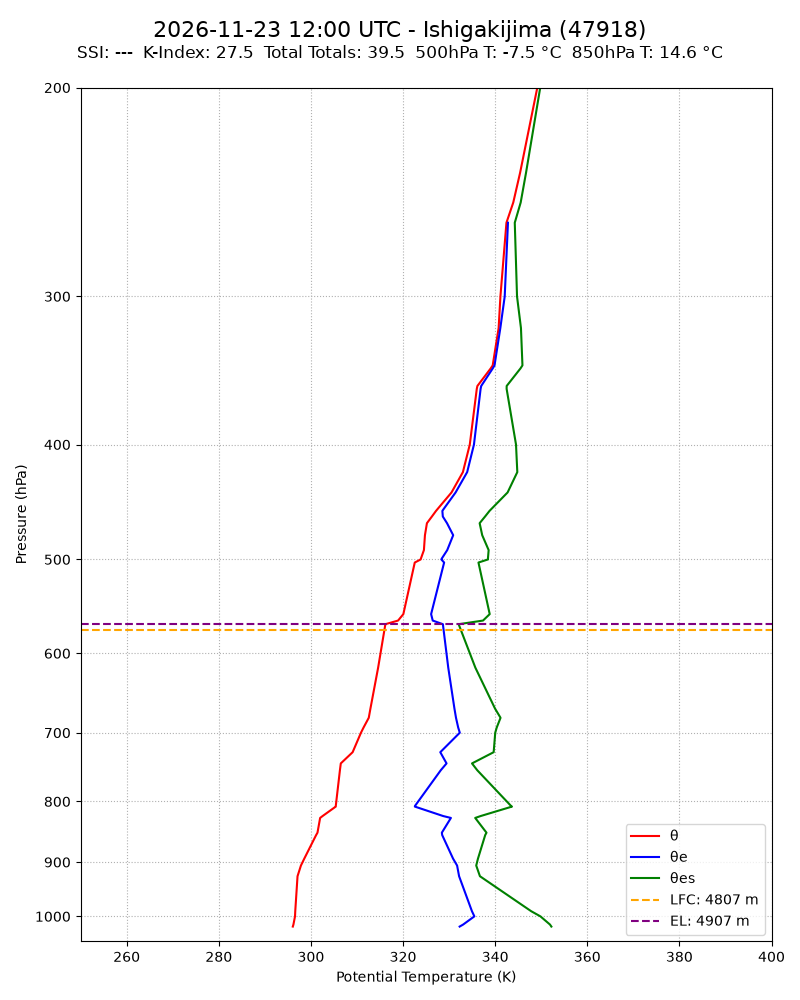 2026-11-23 12:00 UTC - Ishigakijima (47918)
SSI: ---  K-Index: 27.5  Total Totals: 39.5  500hPa T: -7.5 °C  850hPa T: 14.6 °C
200
300
400
500
600
700
800
900
1000
Pressure (hPa)
260
280
300
320
340
360
380
400
Potential Temperature (K)
θ
θe
θes
LFC: 4807 m
EL: 4907 m